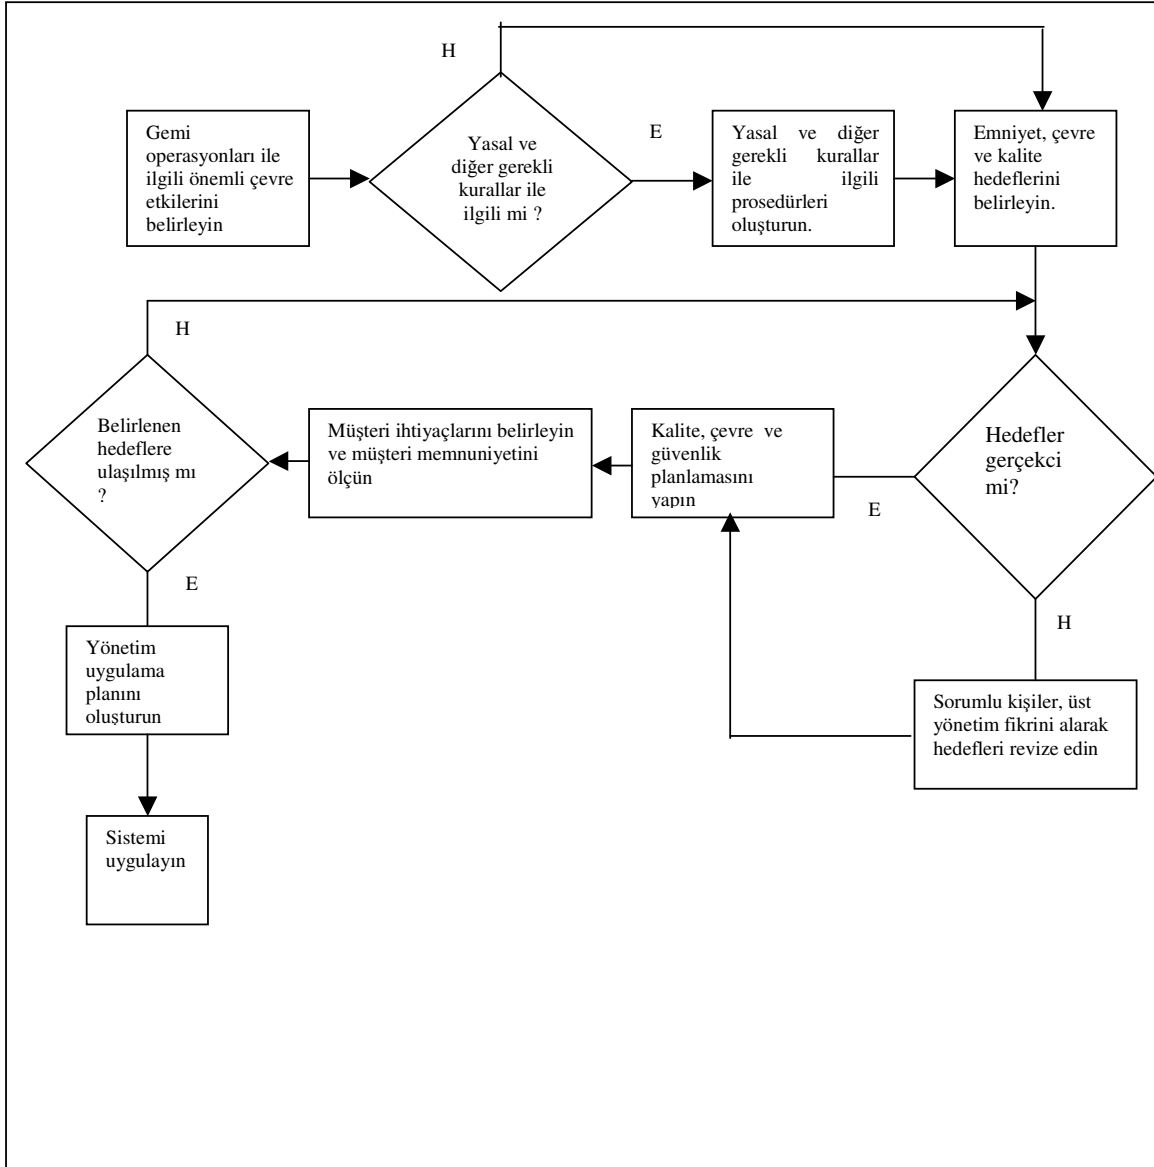 H
Gemi
operasyonları ile
ilgili önemli çevre
etkilerini
belirleyin
Yasal ve
diğer gerekli
kurallar ile
ilgili mi ?
E
Yasal ve diğer
gerekli kurallar
ile ilgili
prosedürleri
oluşturun.
Emniyet, çevre
ve kalite
hedeflerini
belirleyin.
H
Belirlenen
hedeflere
ulaşılmış mı
?
Müşteri ihtiyaçlarını belirleyin
ve müşteri memnuniyetini
ölçün
Kalite, çevre ve
güvenlik
planlamasını
yapın
E
Hedefler
gerçekci
mi?
E
H
Yönetim
uygulama
planını
oluşturun
Sorumlu kişiler, üst
yönetim fikrini alarak
hedefleri revize edin
Sistemi
uygulayın